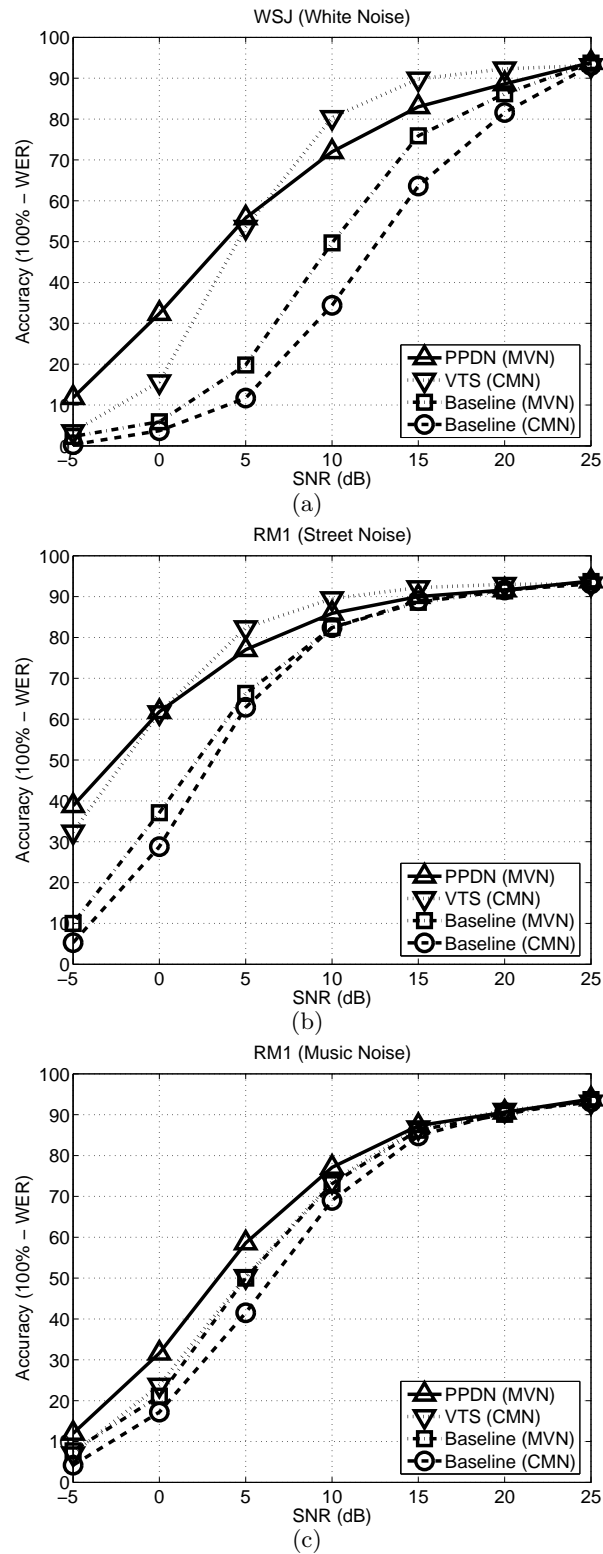 WSJ (White Noise)
100
90
80
70
60
50
40
30
20
10
0
Accuracy (100% − WER)
−5
0
5
10
15
20
25
SNR (dB)
PPDN (MVN)
VTS (CMN)
Baseline (MVN)
Baseline (CMN)
(a)
RM1 (Street Noise)
100
90
80
70
60
50
40
30
20
10
0
Accuracy (100% − WER)
−5
0
5
10
15
20
25
SNR (dB)
PPDN (MVN)
VTS (CMN)
Baseline (MVN)
Baseline (CMN)
(b)
RM1 (Music Noise)
100
90
80
70
60
50
40
30
20
10
0
Accuracy (100% − WER)
−5
0
5
10
15
20
25
SNR (dB)
PPDN (MVN)
VTS (CMN)
Baseline (MVN)
Baseline (CMN)
(c)